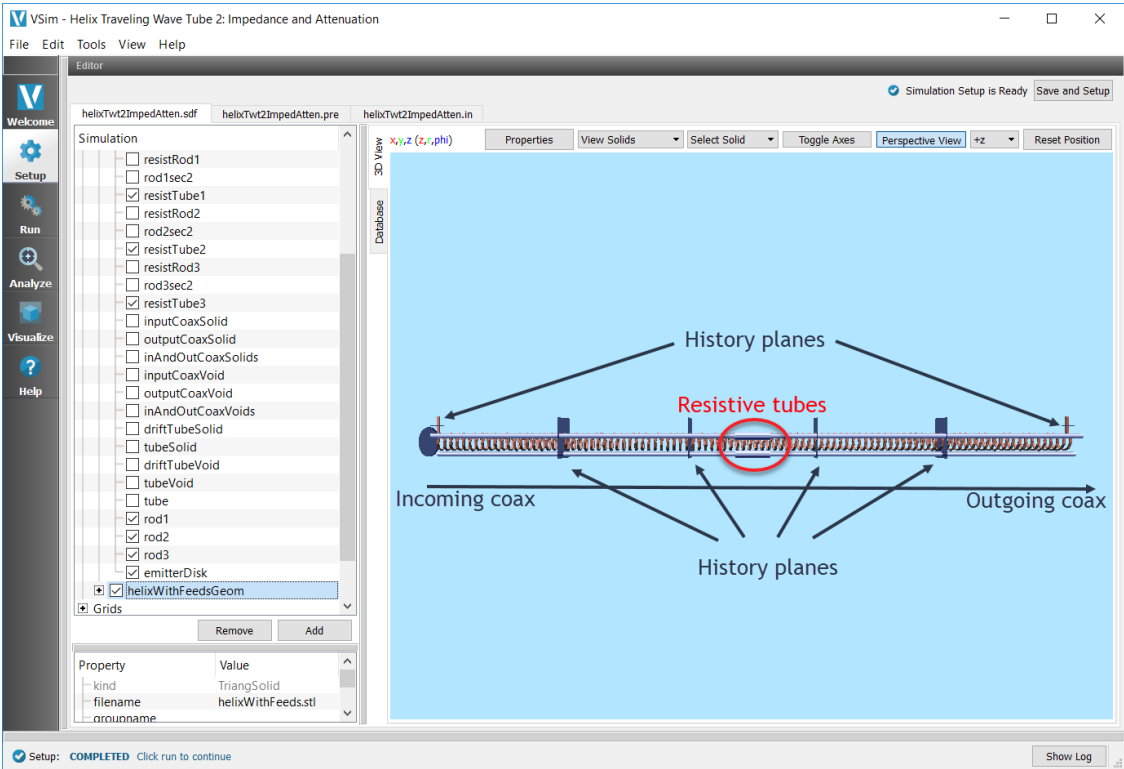 VSim - Helix Traveling Wave Tube 2: Impedance and Attenuation
File Edit Tools View Help
Editor
Simulation Setup is Ready Save and Setup
Welcome
Setup
Run
Analyze
Visualize
Help
helixTwt2ImpedAtten.sdf helixTwt2ImpedAtten.pre helixTwt2ImpedAtten.in
Simulation
resistRod1
rod1sec2
resistTube1
resistRod2
rod2sec2
resistTube2
resistRod3
rod3sec2
resistTube3
inputCoaxSolid
outputCoaxSolid
inAndOutCoaxSolids
inputCoaxVoid
outputCoaxVoid
inAndOutCoaxVoids
driftTubeSolid
tubeSolid
driftTubeVoid
tubeVoid
tube
rod1
rod2
rod3
emitterDisk
helixWithFeedsGeom
Grids
Remove Add
Property Value
kind TriangSolid
filename helixWithFeeds.stl
groupname
3D View
Database
x,y,z (z,r,phi) Properties View Solids Select Solid Toggle Axes Perspective View +z Reset Position
History planes
Resistive tubes
Incoming coax
Outgoing coax
History planes
Setup: COMPLETED Click run to continue
Show Log